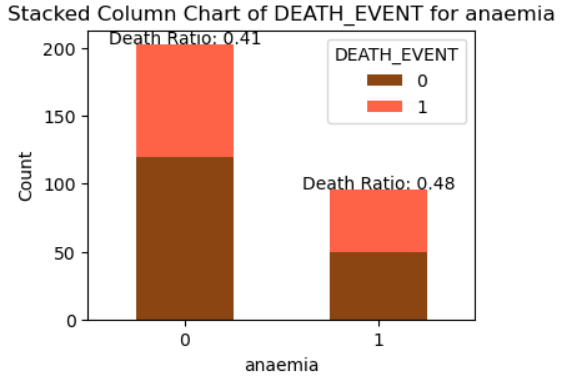 Stacked Column Chart of DEATH_EVENT for anaemia
Death Ratio: 0.41
Death Ratio: 0.48
DEATH_EVENT
0
1
Count
200
150
100
50
0
0 1
anaemia